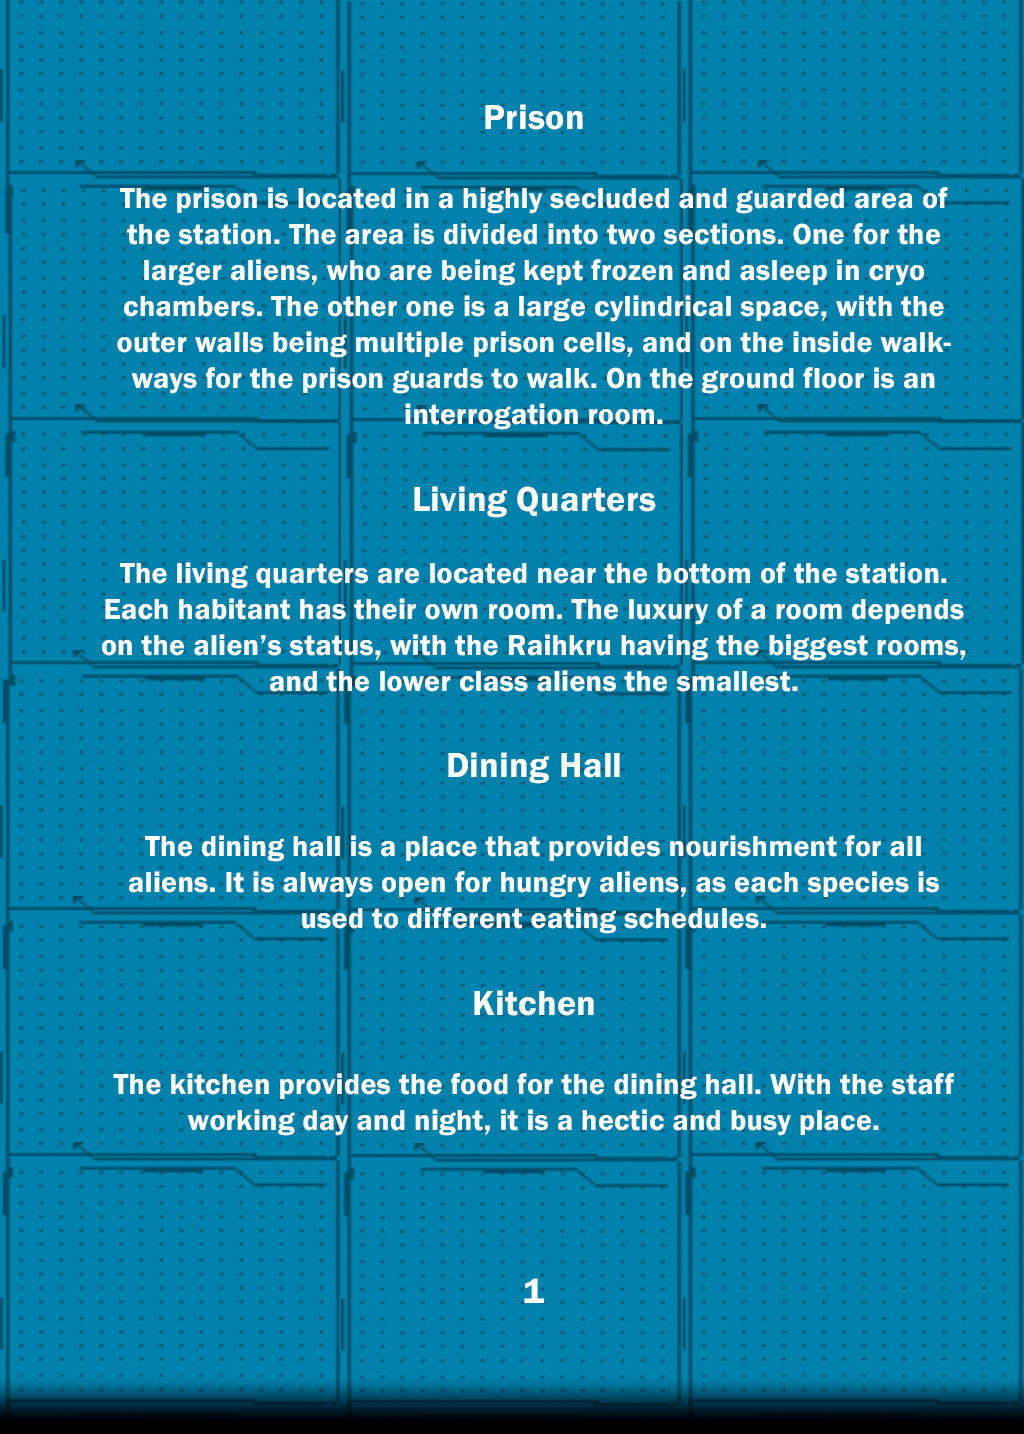 Prison
The prison is located in a highly secluded and guarded area of
the station. The area is divided into two sections. One for the
larger aliens, who are being kept frozen and asleep in cryo
chambers. The other one is a large cylindrical space, with the
outer walls being multiple prison cells, and on the inside walk-
ways for the prison guards to walk. On the ground floor is an
interrogation room.
Living Quarters
The living quarters are located near the bottom of the station.
Each habitant has their own room. The luxury of a room depends
on the alien’s status, with the Raihkru having the biggest rooms,
and the lower class aliens the smallest.
Dining Hall
The dining hall is a place that provides nourishment for all
aliens. It is always open for hungry aliens, as each species is
used to different eating schedules.
Kitchen
The kitchen provides the food for the dining hall. With the staff
working day and night, it is a hectic and busy place.
1